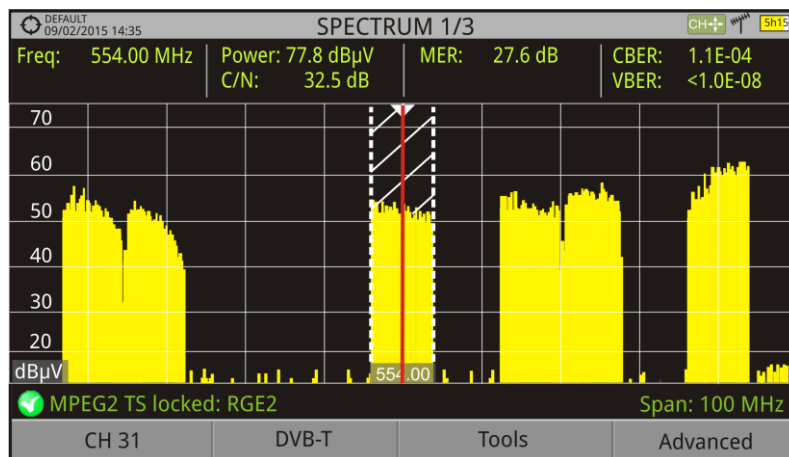 DEFAULT
09/02/2015 14:35
SPECTRUM 1/3
CH
5h15
Freq: 554.00 MHz
Power: 77.8 dBµV
MER: 27.6 dB
CBER: 1.1E-04
C/N: 32.5 dB
VBER: <1.0E-08
70
60
50
40
30
20
dBµV
554.00
MPEG2 TS locked: RGE2
Span: 100 MHz
CH 31
DVB-T
Tools
Advanced